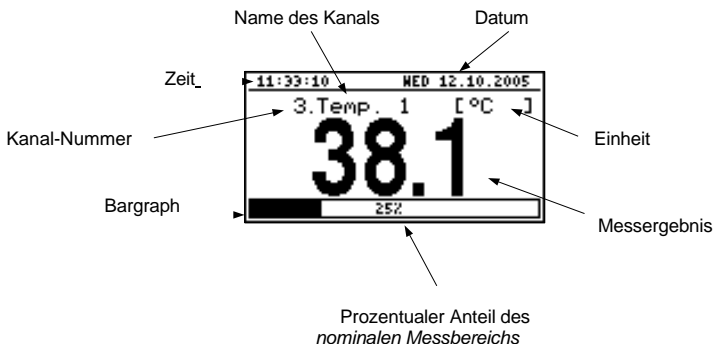 Name des Kanals
Datum
Zeit
11:33:10 WED 12.10.2005
3.Temp. 1 [°C ]
Kanal-Nummer
Einheit
38.1
Bargraph
25%
Messergebnis
Prozentualer Anteil des
nominalen Messbereichs